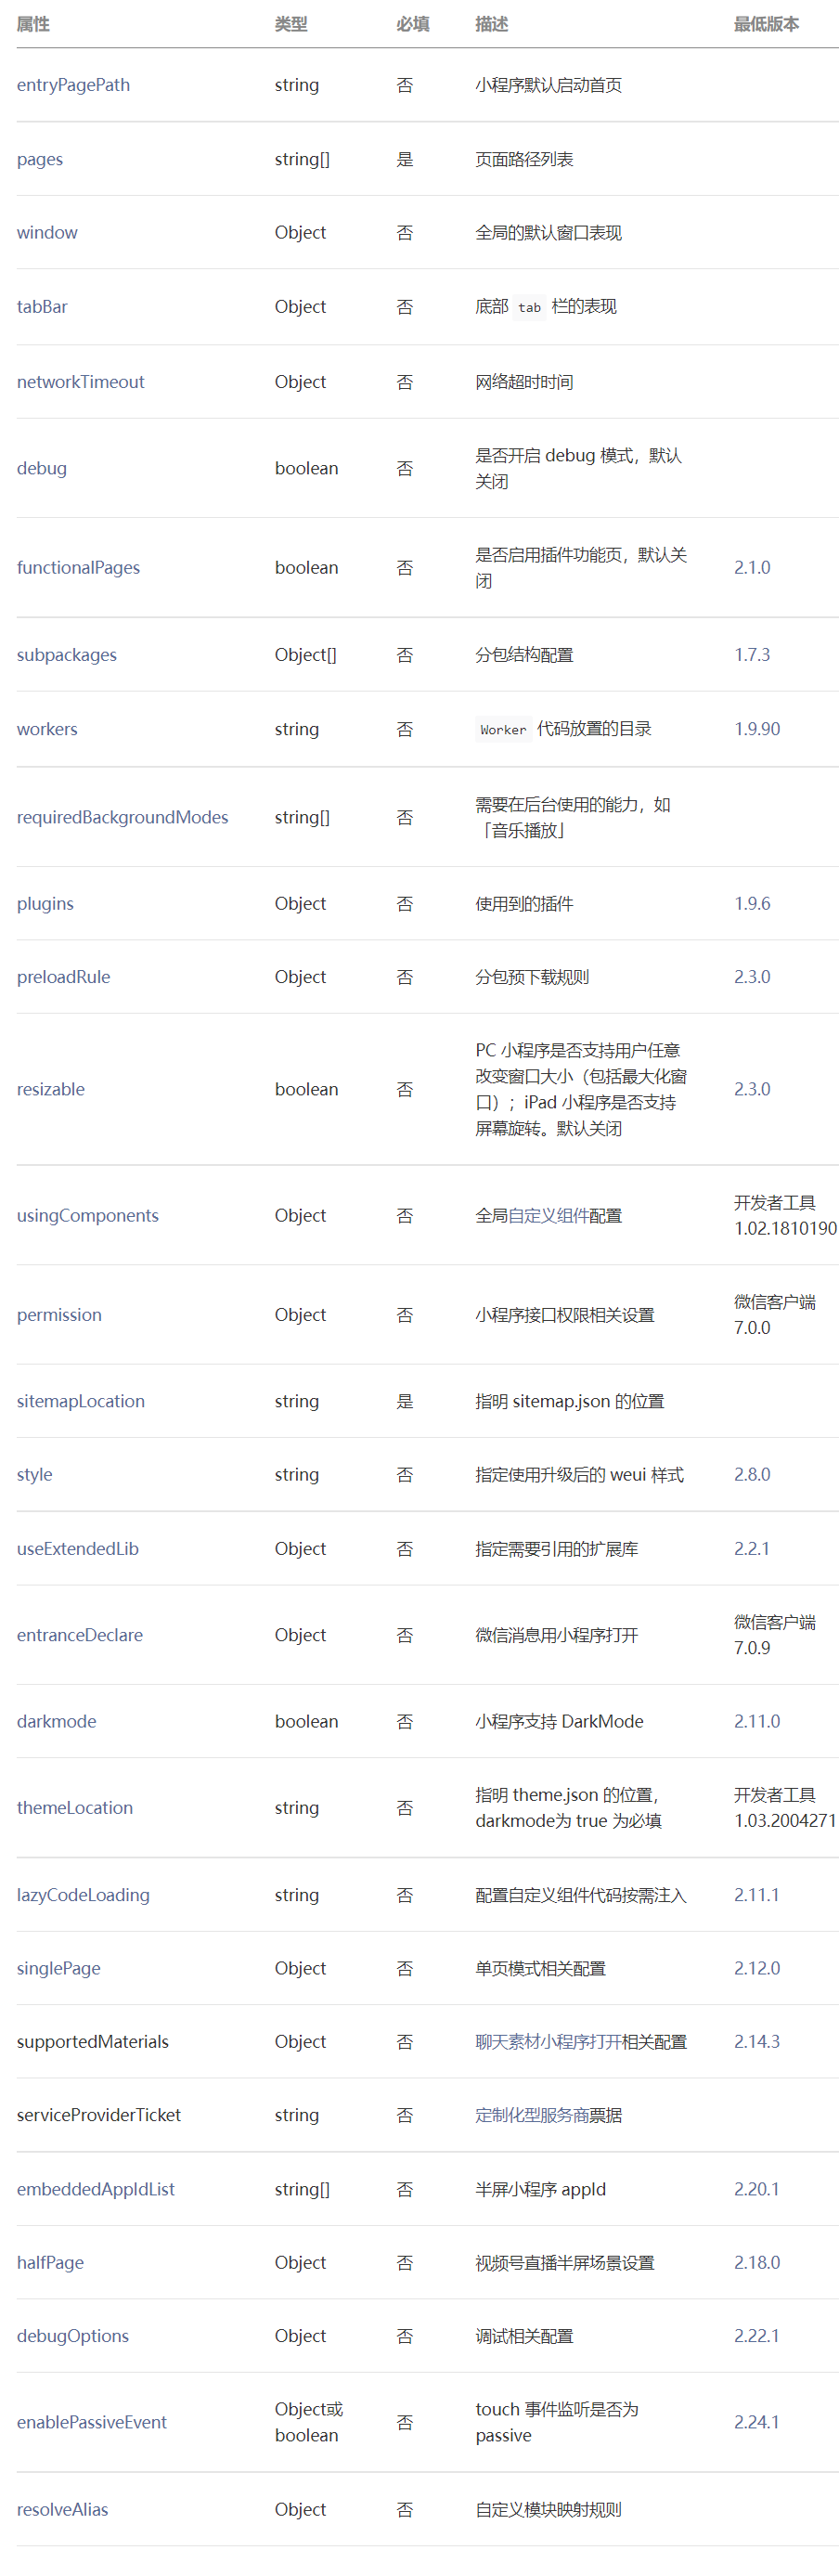 属性 类型 必填 描述 最低版本
entryPagePath string 否 小程序默认启动首页
pages string[] 是 页面路径列表
window Object 否 全局的默认窗口表现
tabBar Object 否 底部 tab 栏的表现
networkTimeout Object 否 网络超时时间
debug boolean 否 是否开启 debug 模式，默认
关闭
functionalPages boolean 否 是否启用插件功能页，默认关
闭 2.1.0
subpackages Object[] 否 分包结构配置 1.7.3
workers string 否 Worker 代码放置的目录 1.9.90
requiredBackgroundModes string[] 否 需要在后台使用的能力，如
「音乐播放」
plugins Object 否 使用到的插件 1.9.6
preloadRule Object 否 分包预下载规则 2.3.0
resizable boolean 否 PC 小程序是否支持用户任意
改变窗口大小（包括最大化窗
口）；iPad 小程序是否支持
屏幕旋转。默认关闭 2.3.0
usingComponents Object 否 全局自定义组件配置 开发者工具
1.02.1810190
permission Object 否 小程序接口权限相关设置 微信客户端
7.0.0
sitemapLocation string 是 指明 sitemap.json 的位置
style string 否 指定使用升级后的 weui 样式 2.8.0
useExtendedLib Object 否 指定需要引用的扩展库 2.2.1
entranceDeclare Object 否 微信消息用小程序打开 微信客户端
7.0.9
darkmode boolean 否 小程序支持 DarkMode 2.11.0
themeLocation string 否 指明 theme.json 的位置，
darkmode为 true 为必填 开发者工具
1.03.2004271
lazyCodeLoading string 否 配置自定义组件代码按需注入 2.11.1
singlePage Object 否 单页模式相关配置 2.12.0
supportedMaterials Object 否 聊天素材小程序打开相关配置 2.14.3
serviceProviderTicket string 否 定制化型服务商票据
embeddedAppIdList string[] 否 半屏小程序 appId 2.20.1
halfPage Object 否 视频号直播半屏场景设置 2.18.0
debugOptions Object 否 调试相关配置 2.22.1
enablePassiveEvent Object或
boolean 否 touch 事件监听是否为
passive 2.24.1
resolveAlias Object 否 自定义模块映射规则